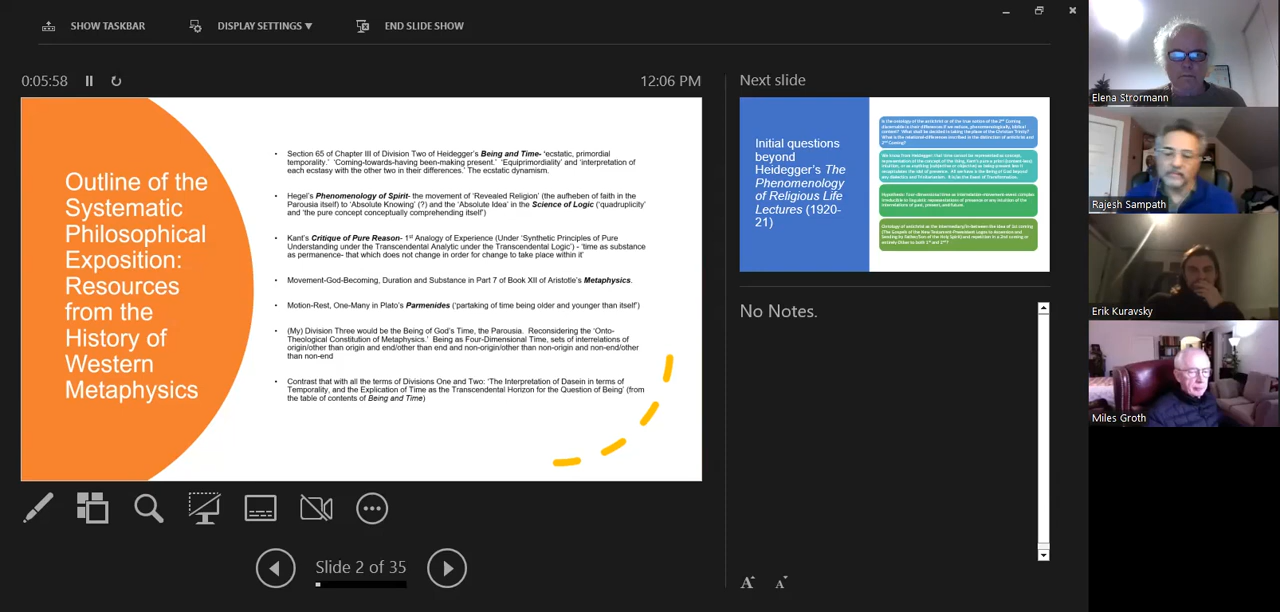 SHOW TASKBAR
DISPLAY SETTINGS ▼
END SLIDE SHOW
0:05:58
12:06 PM
Outline of the
Systematic
Philosophical
Exposition:
Resources
from the
History of
Western
Metaphysics
• Section 65 of Chapter III of Division Two of Heidegger's Being and Time- 'ecstatic, primordial
temporality.' 'Coming-towards-having been-making present.' 'Equiprimordiality' and 'interpretation of
each ecstasy with the other two in their differences.' The ecstatic dynamism.
• Hegel's Phenomenology of Spirit- the movement of 'Revealed Religion' (the aufheben of faith in the
Parousia itself) to 'Absolute Knowing' (?) and the 'Absolute Idea' in the Science of Logic ('quadruplicity'
and 'the pure concept conceptually comprehending itself')
• Kant's Critique of Pure Reason- 1st Analogy of Experience (Under 'Synthetic Principles of Pure
Understanding under the Transcendental Analytic under the Transcendental Logic') - 'time as substance
as permanence- that which does not change in order for change to take place within it'
• Movement-God-Becoming, Duration and Substance in Part 7 of Book XII of Aristotle's Metaphysics.
• Motion-Rest, One-Many in Plato's Parmenides ('partaking of time being older and younger than itself')
• (My) Division Three would be the Being of God's Time, the Parousia. Reconsidering the 'Onto-
Theological Constitution of Metaphysics.' Being as Four-Dimensional Time, sets of interrelations of
origin/other than origin and end/other than end and non-origin/other than non-origin and non-end/other
than non-end
• Contrast that with all the terms of Divisions One and Two: 'The Interpretation of Dasein in terms of
Temporality, and the Explication of Time as the Transcendental Horizon for the Question of Being' (from
the table of contents of Being and Time)
Slide 2 of 35
Next slide
Initial questions
beyond
Heidegger's The
Phenomenology
of Religious Life
Lectures (1920-
21)
No Notes.
A
A
Elena Strormann
Rajesh Sampath
Erik Kuravsky
Miles Groth